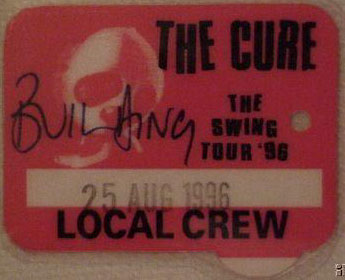 THE CURE
BUILDING
THE
SWING
TOUR '96
25 AUG 1996
LOCAL CREW